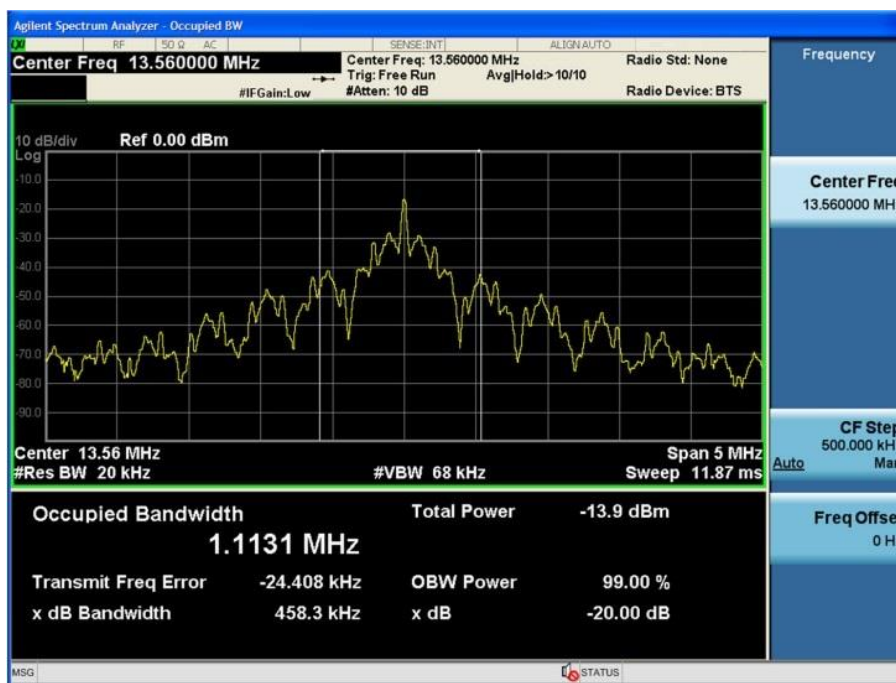 Agilent Spectrum Analyzer - Occupied BW
RF 50 Ω AC SENSE:INT ALIGNAUTO
Center Freq 13.560000 MHz
Center Freq: 13.560000 MHz Radio Std: None
Trig: Free Run Avg|Hold:>10/10
#IFGain:Low #Atten: 10 dB Radio Device: BTS
10 dB/div Ref 0.00 dBm
Log
-10.0
-20.0
-30.0
-40.0
-50.0
-60.0
-70.0
-80.0
-90.0
Center 13.56 MHz Span 5 MHz
#Res BW 20 kHz #VBW 68 kHz Sweep 11.87 ms
Occupied Bandwidth Total Power -13.9 dBm
1.1131 MHz
Transmit Freq Error -24.408 kHz OBW Power 99.00 %
x dB Bandwidth 458.3 kHz x dB -20.00 dB
MSG STATUS
Frequency
Center Fre
13.560000 MH
CF Step
500.000 kH
Auto Ma
Freq Offse
0 H